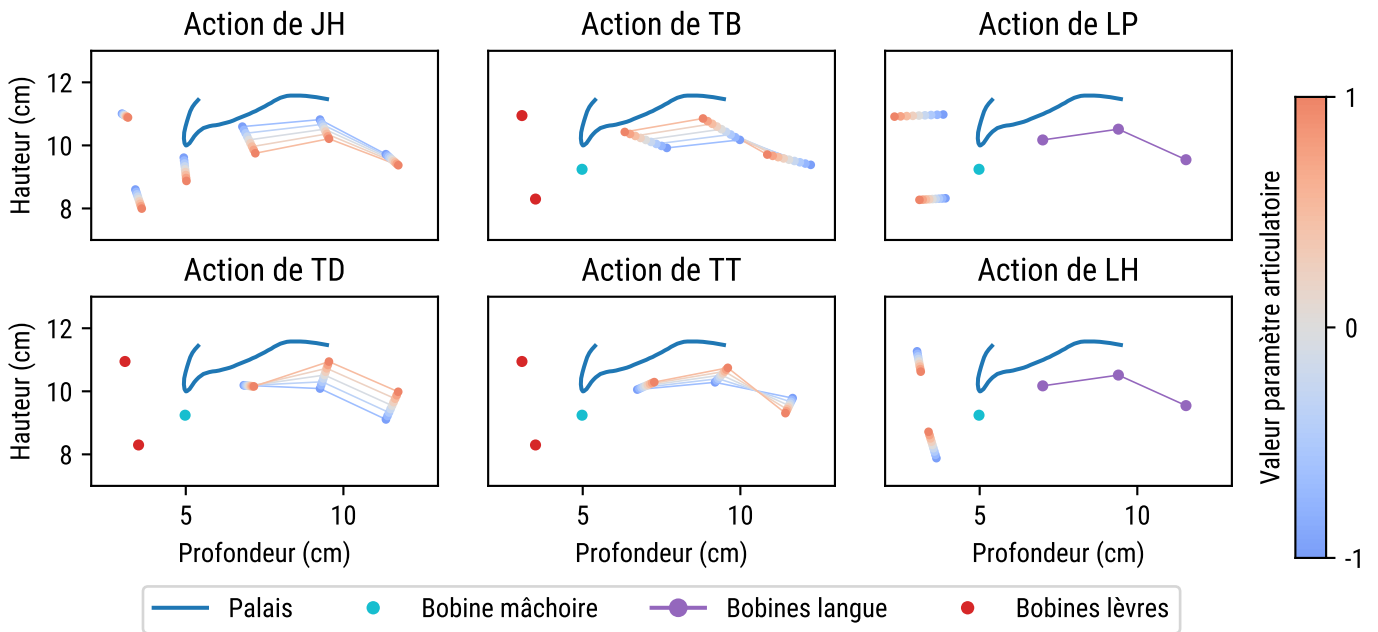 Action de JH
Action de TB
Action de LP
Hauteur (cm)
12
10
8
Action de TD
Action de TT
Action de LH
Hauteur (cm)
12
10
8
5
10
5
10
5
10
Profondeur (cm)
Profondeur (cm)
Profondeur (cm)
Valeur paramètre articulatoire
1
0
-1
Palais
Bobine mâchoire
Bobines langue
Bobines lèvres